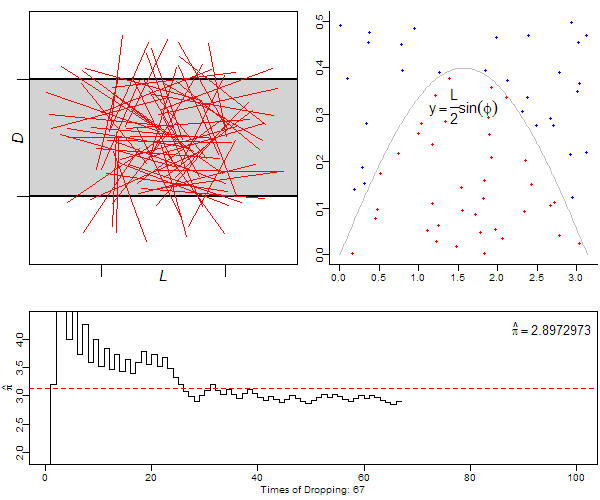 D
L
0.0 0.1 0.2 0.3 0.4 0.5
0.0 0.5 1.0 1.5 2.0 2.5 3.0
y = L/2 sin(ϕ)
π̂ = 2.8972973
π̂
2.0 2.5 3.0 3.5 4.0
0 20 40 60 80 100
Times of Dropping: 67